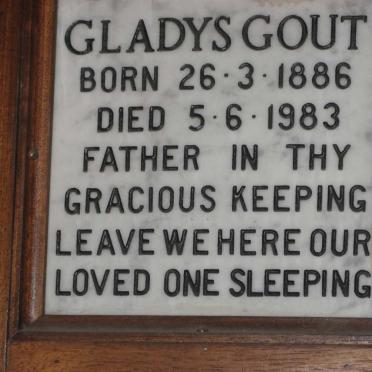 GLADYS GOUT
BORN 26·3·1886
DIED 5·6·1983
FATHER IN THY
GRACIOUS KEEPING
LEAVE WE HERE OUR
LOVED ONE SLEEPING